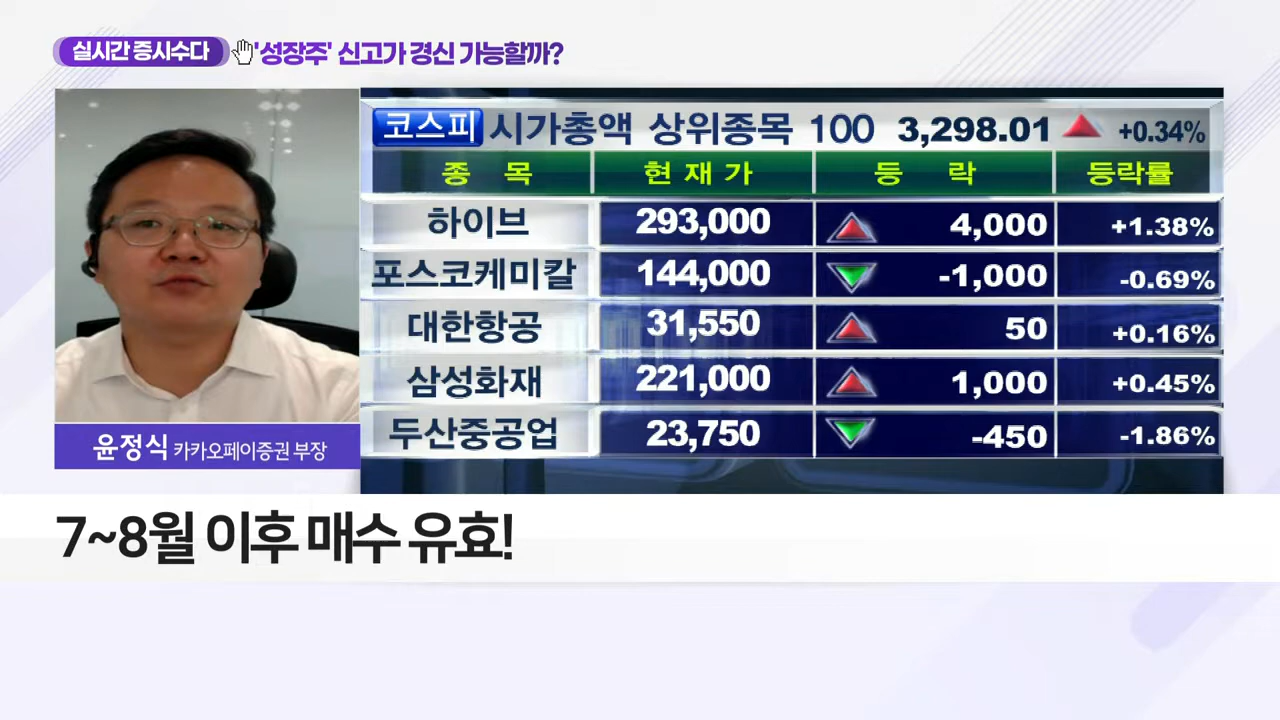 실시간 증시수다 '성장주' 신고가 경신 가능할까?
코스피 시가총액 상위종목 100 3,298.01 +0.34%
종목 현재가 등락 등락률
하이브 293,000 4,000 +1.38%
포스코케미칼 144,000 -1,000 -0.69%
대한항공 31,550 50 +0.16%
삼성화재 221,000 1,000 +0.45%
두산중공업 23,750 -450 -1.86%
윤정식 카카오페이증권 부장
7~8월 이후 매수 유효!